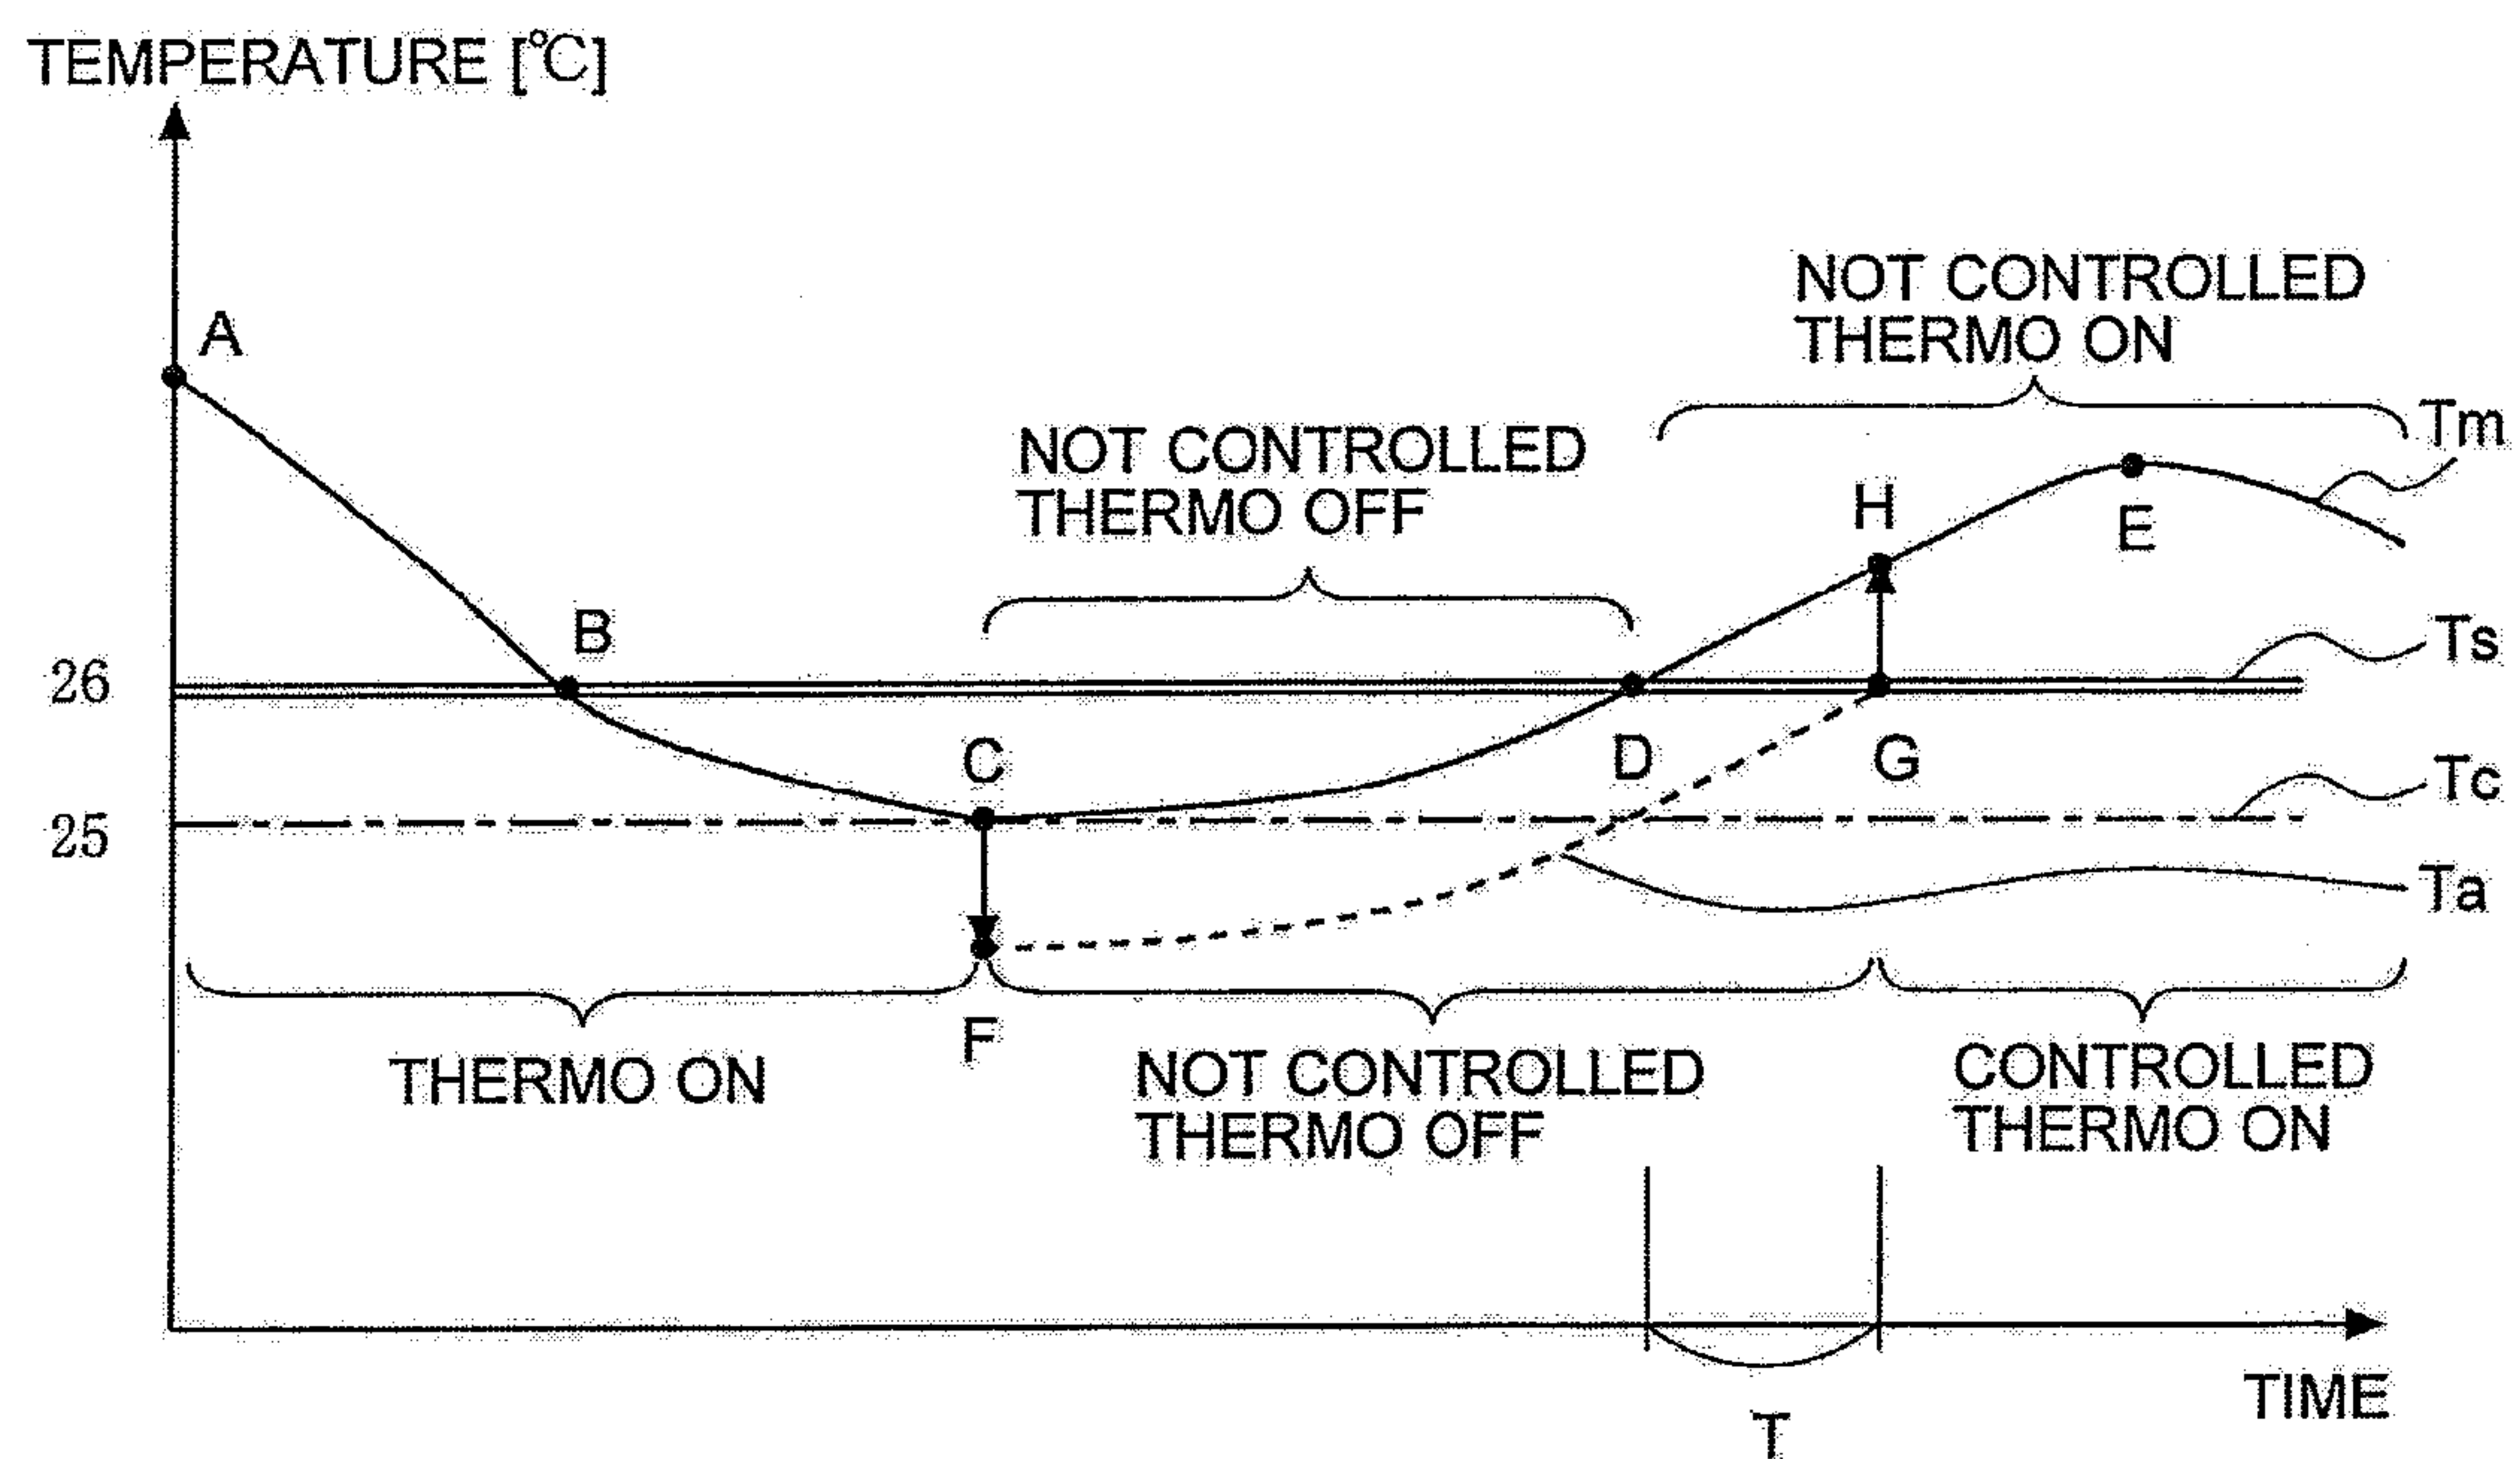 TEMPERATURE [℃]
A
NOT CONTROLLED
THERMO ON
Tm
NOT CONTROLLED
THERMO OFF
H
E
B
Ts
26
C
D
G
Tc
25
Ta
F
THERMO ON
NOT CONTROLLED
THERMO OFF
CONTROLLED
THERMO ON
TIME
T